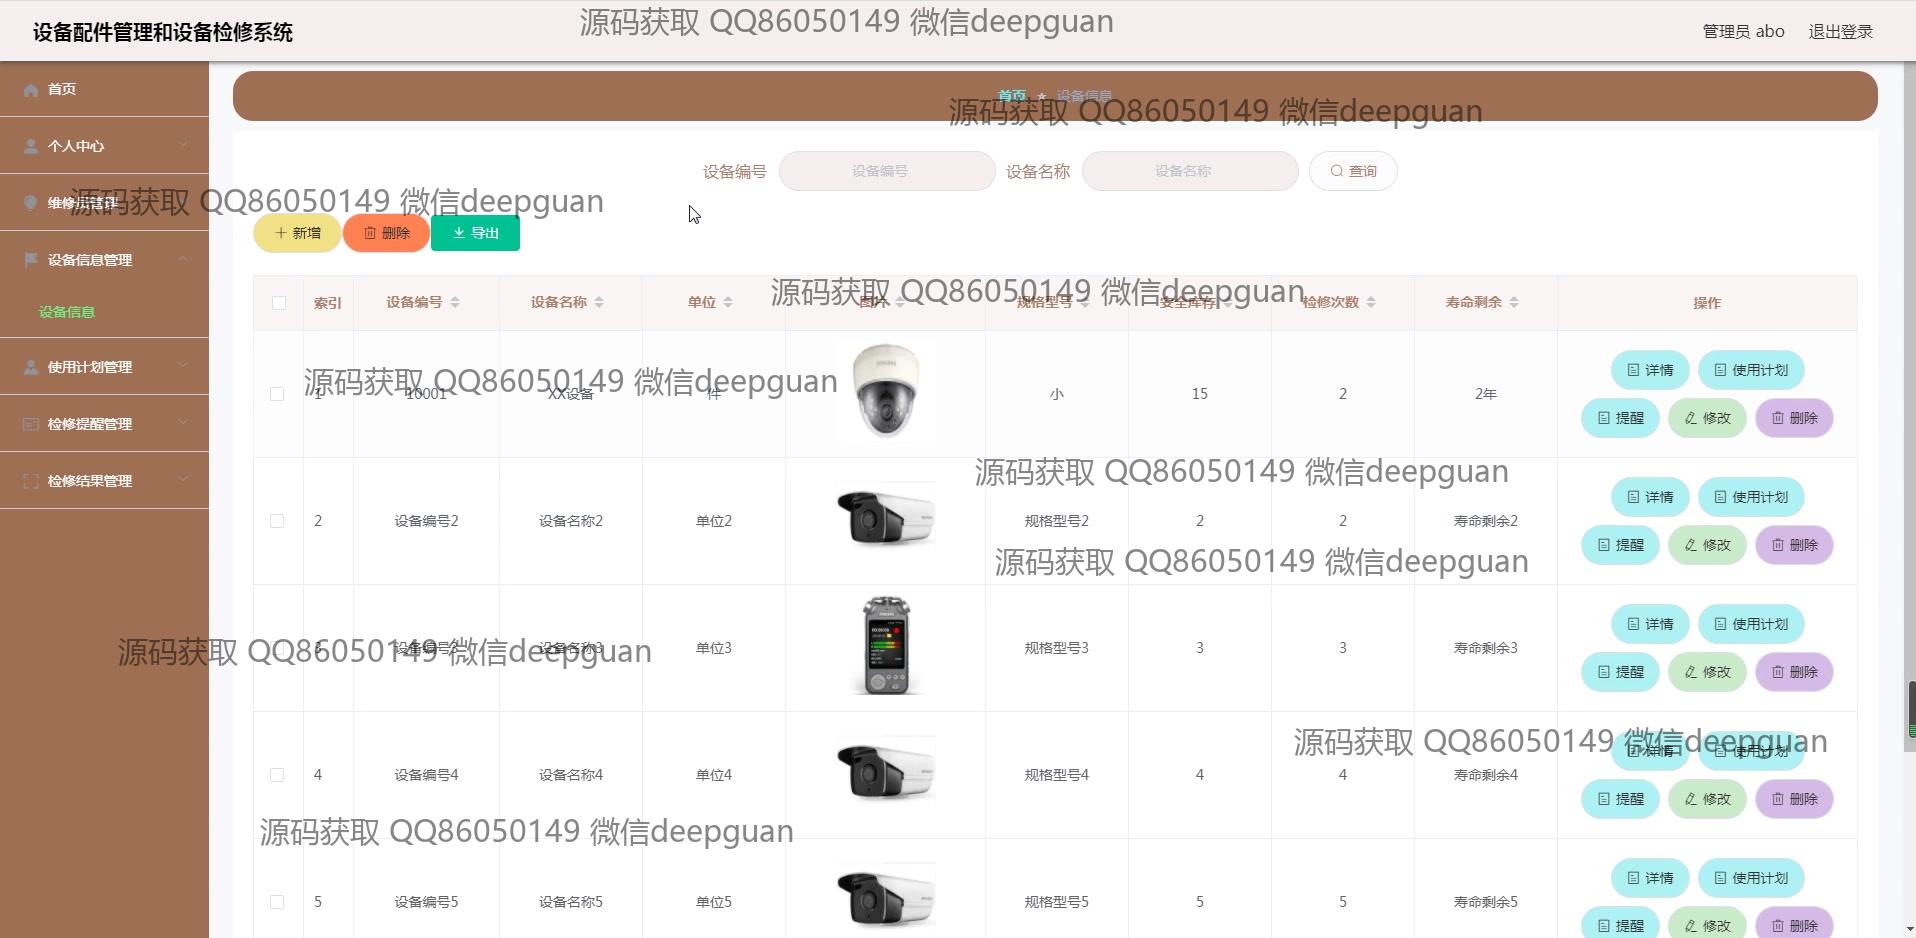 设备配件管理和设备检修系统
源码获取 QQ86050149 微信deepguan
管理员 abo 退出登录
首页
个人中心
维修员管理
设备信息管理
设备信息
使用计划管理
检修提醒管理
检修结果管理
首页 ★ 设备信息
源码获取 QQ86050149 微信deepguan
设备编号 设备编号 设备名称 设备名称 查询
源码获取 QQ86050149 微信deepguan
新增 删除 导出
源码获取 QQ86050149 微信deepguan
索引 设备编号 设备名称 单位 图片 规格型号 安全库存 检修次数 寿命剩余 操作
源码获取 QQ86050149 微信deepguan
1 10001 XX设备 件 小 15 2 2年 详情 使用计划
提醒 修改 删除
源码获取 QQ86050149 微信deepguan
2 设备编号2 设备名称2 单位2 规格型号2 2 2 寿命剩余2 详情 使用计划
提醒 修改 删除
源码获取 QQ86050149 微信deepguan
3 设备编号3 设备名称3 单位3 规格型号3 3 3 寿命剩余3 详情 使用计划
提醒 修改 删除
源码获取 QQ86050149 微信deepguan
源码获取 QQ86050149 微信deepguan
4 设备编号4 设备名称4 单位4 规格型号4 4 4 寿命剩余4 详情 使用计划
提醒 修改 删除
源码获取 QQ86050149 微信deepguan
5 设备编号5 设备名称5 单位5 规格型号5 5 5 寿命剩余5 详情 使用计划
提醒 修改 删除